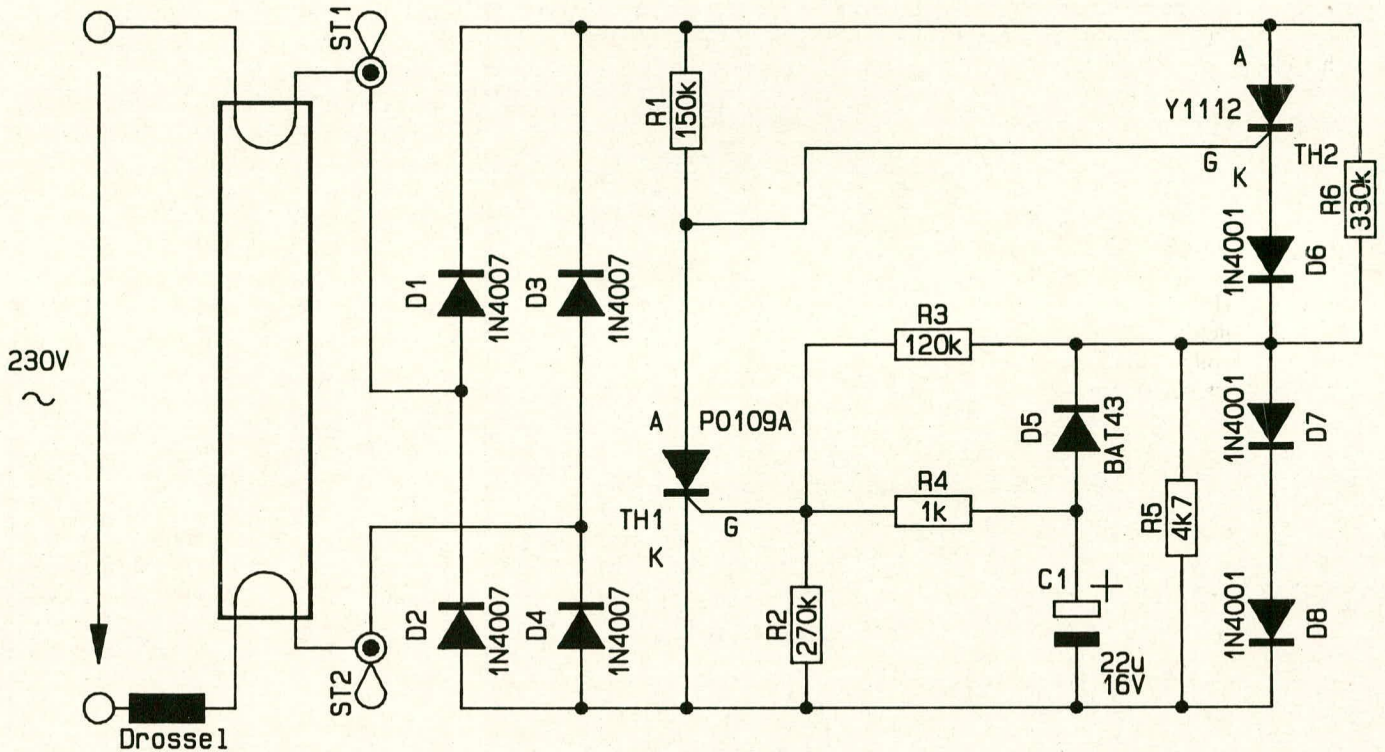 ST1
R1
150k
A
Y1112
G
TH2
K
R6
330k
D1
1N4007
D3
1N4007
1N4001
D6
230V
~
R3
120k
A
P0109A
D5
BAT43
1N4001
D7
R4
1k
TH1
G
K
R5
4k7
C1
+
R2
270k
D2
1N4007
D4
1N4007
22u
16V
1N4001
D8
ST2
Drossel